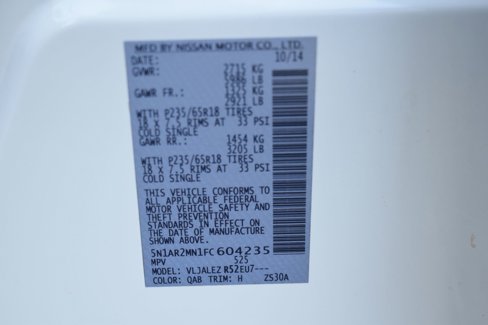 MFD BY NISSAN MOTOR CO., LTD.
DATE: 10/14
GVWR: 2715 KG
5986 LB
GAWR FR.: 1325 KG
2921 LB
WITH P235/65R18 TIRES
18 x 7.5 RIMS AT 33 PSI
COLD SINGLE
GAWR RR.: 1454 KG
3205 LB
WITH P235/65R18 TIRES
18 x 7.5 RIMS AT 33 PSI
COLD SINGLE
THIS VEHICLE CONFORMS TO
ALL APPLICABLE FEDERAL
MOTOR VEHICLE SAFETY AND
THEFT PREVENTION
STANDARDS IN EFFECT ON
THE DATE OF MANUFACTURE
SHOWN ABOVE.
5N1AR2MN1FC604235
MPV 525
MODEL: VLJALEZ R52EU7---
COLOR: QAB TRIM: H ZS30A